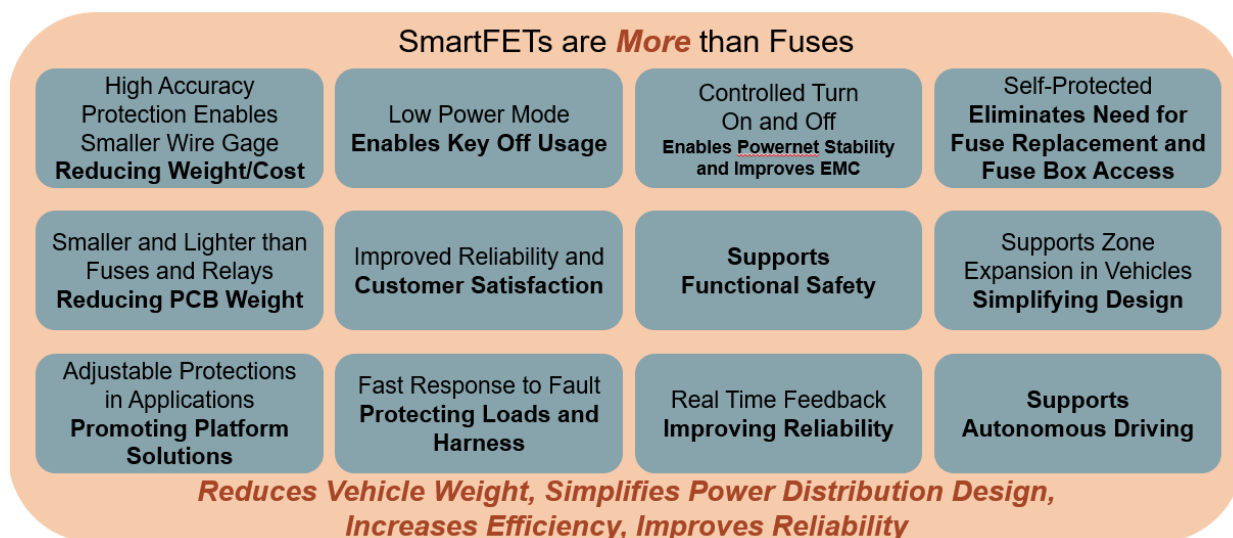 SmartFETs are More than Fuses
High Accuracy
Protection Enables
Smaller Wire Gage
Reducing Weight/Cost
Low Power Mode
Enables Key Off Usage
Controlled Turn
On and Off
Enables Powernet Stability
and Improves EMC
Self-Protected
Eliminates Need for
Fuse Replacement and
Fuse Box Access
Smaller and Lighter than
Fuses and Relays
Reducing PCB Weight
Improved Reliability and
Customer Satisfaction
Supports
Functional Safety
Supports Zone
Expansion in Vehicles
Simplifying Design
Adjustable Protections
in Applications
Promoting Platform
Solutions
Fast Response to Fault
Protecting Loads and
Harness
Real Time Feedback
Improving Reliability
Supports
Autonomous Driving
Reduces Vehicle Weight, Simplifies Power Distribution Design,
Increases Efficiency, Improves Reliability